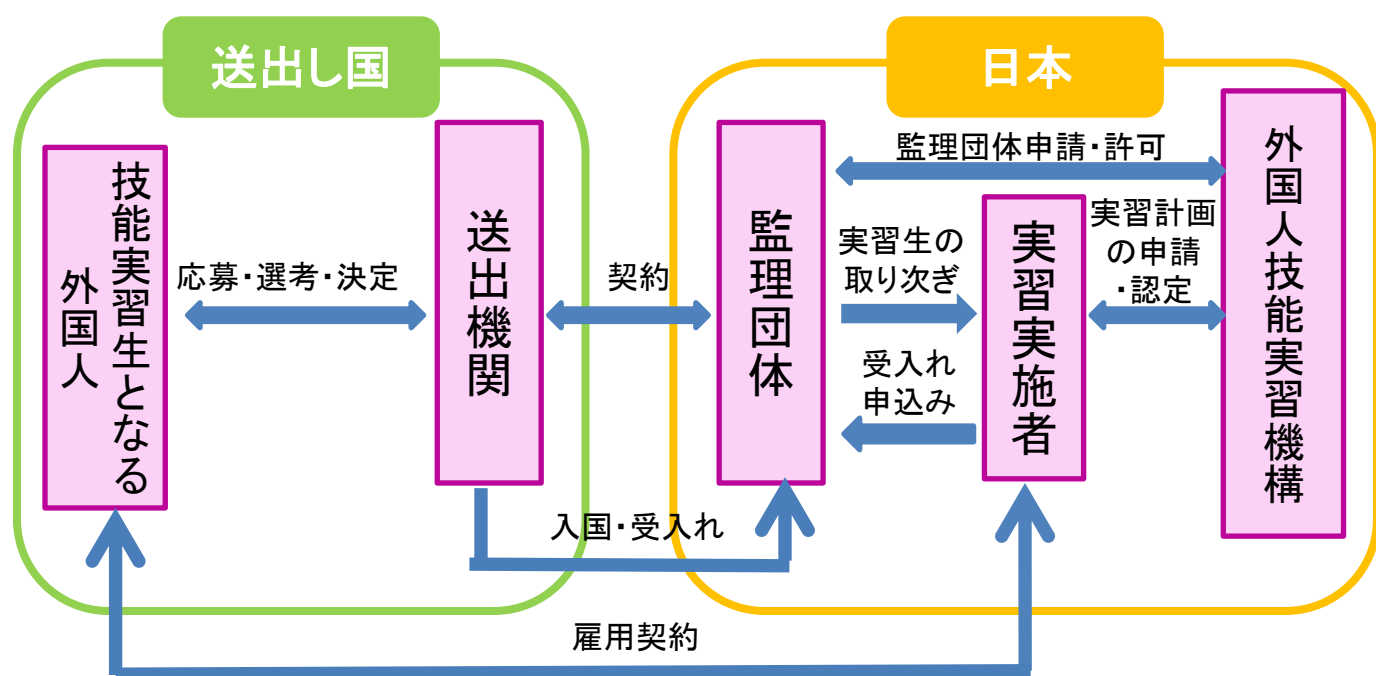 送出し国
日本
技能実習生となる
外国人
応募・選考・決定
送出機関
契約
監理団体
監理団体申請・許可
実習生の
取り次ぎ
受入れ
申込み
実習実施者
実習計画
の申請
・認定
外国人技能実習機構
入国・受入れ
雇用契約